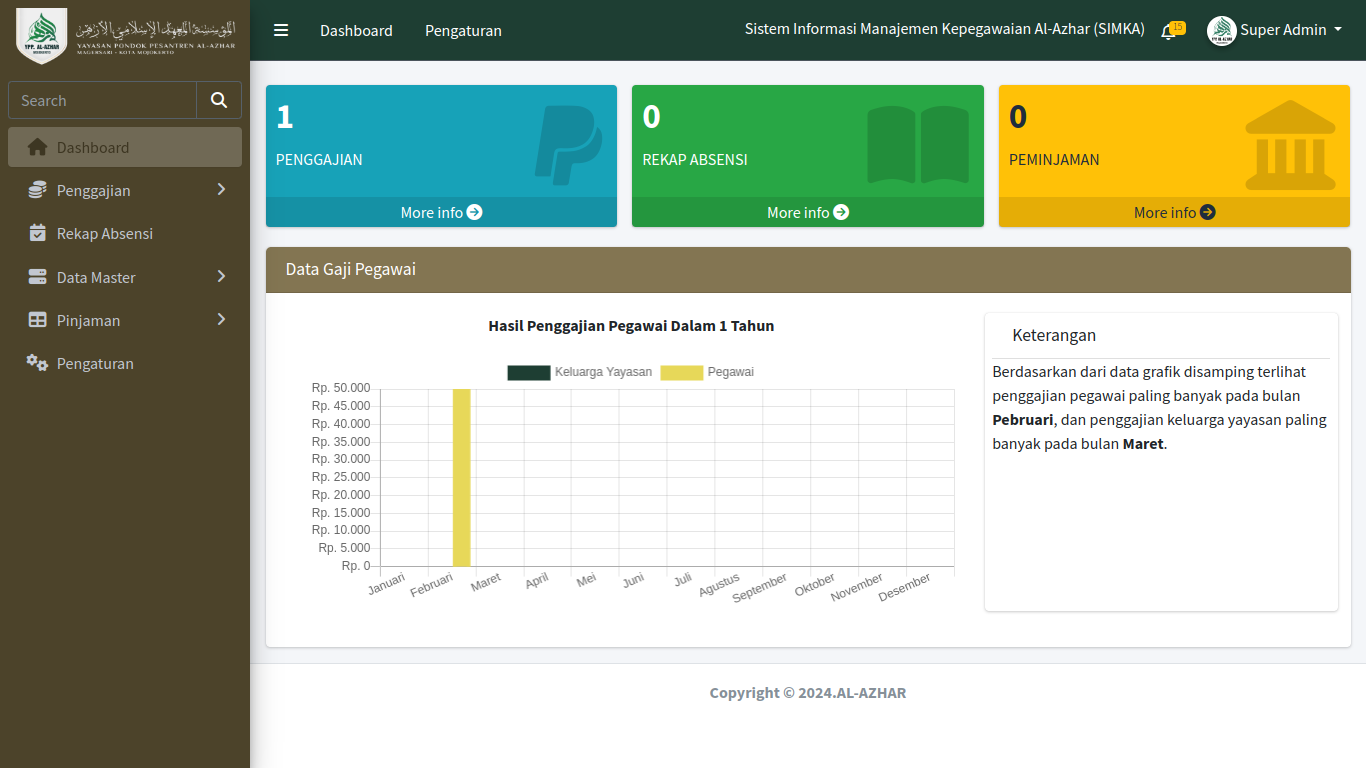 YPP. AL-AZHAR
YAYASAN PONDOK PESANTREN AL-AZHAR
WAGERSARI - KOTA MOJOKERTO
Dashboard
Pengaturan
Sistem Informasi Manajemen Kepegawaian Al-Azhar (SIMKA)
15
Super Admin
Search
Dashboard
Penggajian
Rekap Absensi
Data Master
Pinjaman
Pengaturan
1
PENGGAJIAN
More info
0
REKAP ABSENSI
More info
0
PEMINJAMAN
More info
Data Gaji Pegawai
Hasil Penggajian Pegawai Dalam 1 Tahun
Keluarga Yayasan
Pegawai
Rp. 50.000
Rp. 45.000
Rp. 40.000
Rp. 35.000
Rp. 30.000
Rp. 25.000
Rp. 20.000
Rp. 15.000
Rp. 10.000
Rp. 5.000
Rp. 0
Januari
Februari
Maret
April
Mei
Juni
Juli
Agustus
September
Oktober
November
Desember
Keterangan
Berdasarkan dari data grafik disamping terlihat
penggajian pegawai paling banyak pada bulan
Pebruari, dan penggajian keluarga yayasan paling
banyak pada bulan Maret.
Copyright © 2024.AL-AZHAR